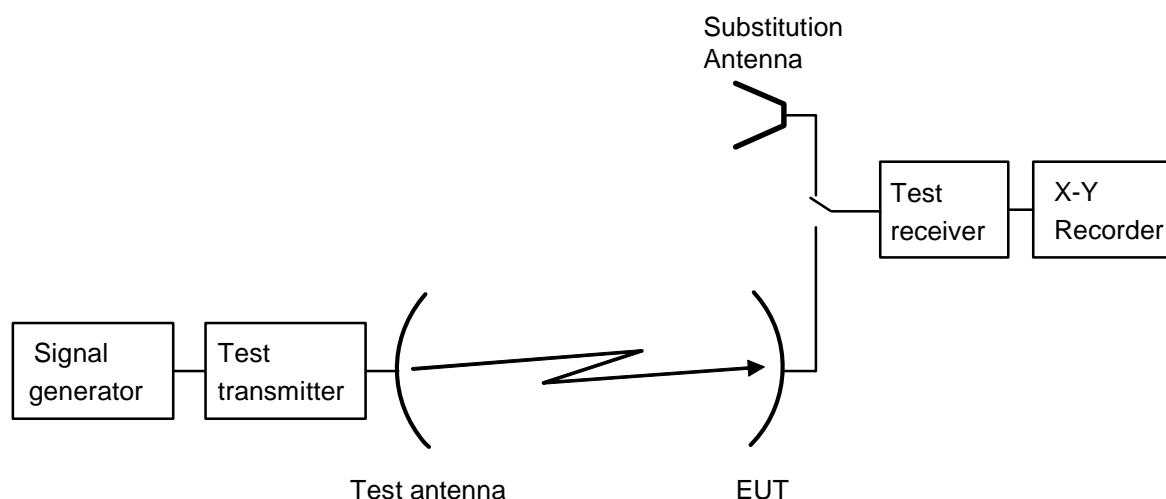 Substitution
Antenna
Test
receiver
X-Y
Recorder
Signal
generator
Test
transmitter
Test antenna
EUT